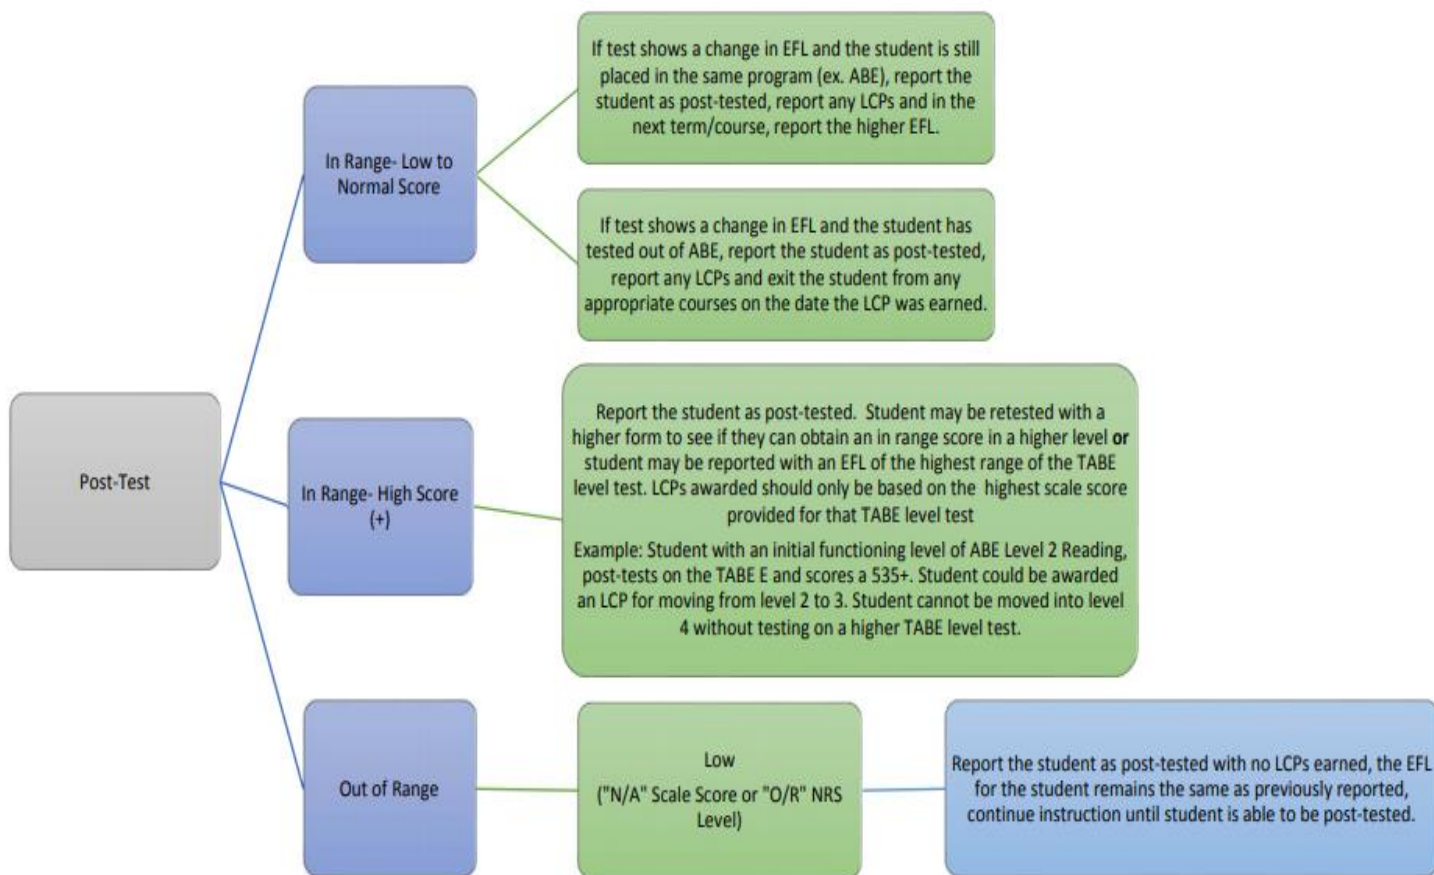 Post-Test
In Range- Low to
Normal Score
If test shows a change in EFL and the student is still
placed in the same program (ex. ABE), report the
student as post-tested, report any LCPs and in the
next term/course, report the higher EFL.
If test shows a change in EFL and the student has
tested out of ABE, report the student as post-tested,
report any LCPs and exit the student from any
appropriate courses on the date the LCP was earned.
In Range- High Score
(+)
Report the student as post-tested.  Student may be retested with a
higher form to see if they can obtain an in range score in a higher level or
student may be reported with an EFL of the highest range of the TABE
level test. LCPs awarded should only be based on the  highest scale score
provided for that TABE level test
Example: Student with an initial functioning level of ABE Level 2 Reading,
post-tests on the TABE E and scores a 535+. Student could be awarded
an LCP for moving from level 2 to 3. Student cannot be moved into level
4 without testing on a higher TABE level test.
Out of Range
Low
("N/A" Scale Score or "O/R" NRS
Level)
Report the student as post-tested with no LCPs earned, the EFL
for the student remains the same as previously reported,
continue instruction until student is able to be post-tested.